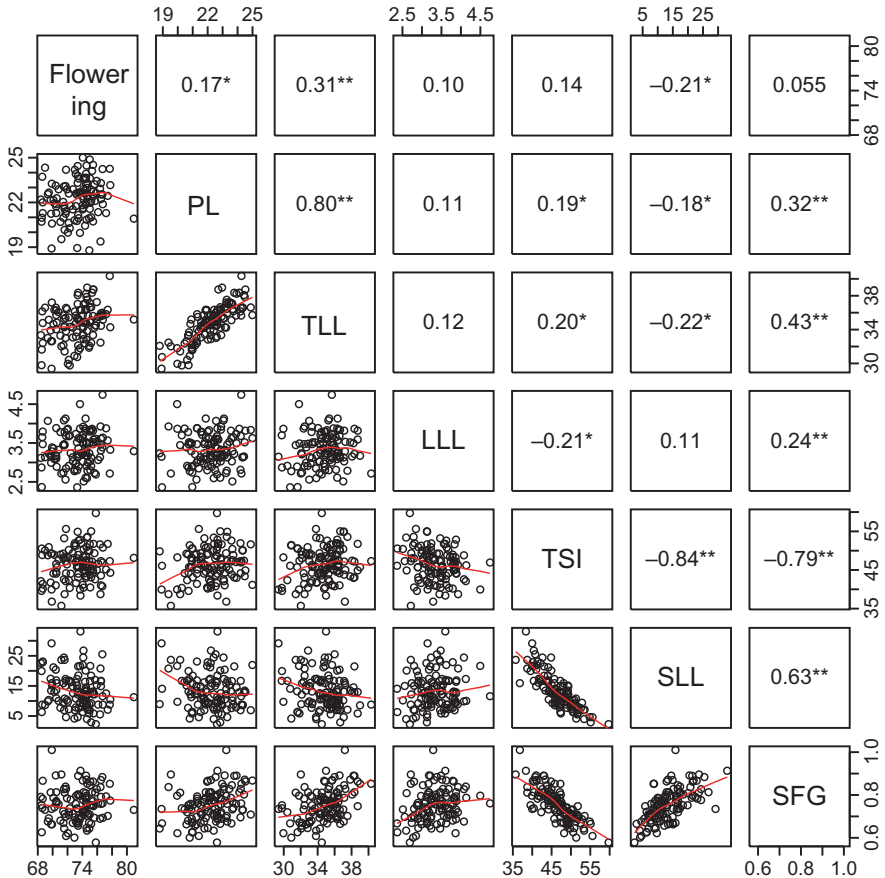 19 22 25 2.5 3.5 4.5 5 15 25
Flower
ing 0.17* 0.31** 0.10 0.14 –0.21* 0.055 68 74 80
19 22 25 PL 0.80** 0.11 0.19* –0.18* 0.32**
TLL 0.12 0.20* –0.22* 0.43** 30 34 38
2.5 3.5 4.5 LLL –0.21* 0.11 0.24**
TSI –0.84** –0.79** 35 45 55
5 15 25 SLL 0.63**
SFG 0.6 0.8 1.0
68 74 80 30 34 38 35 45 55 0.6 0.8 1.0